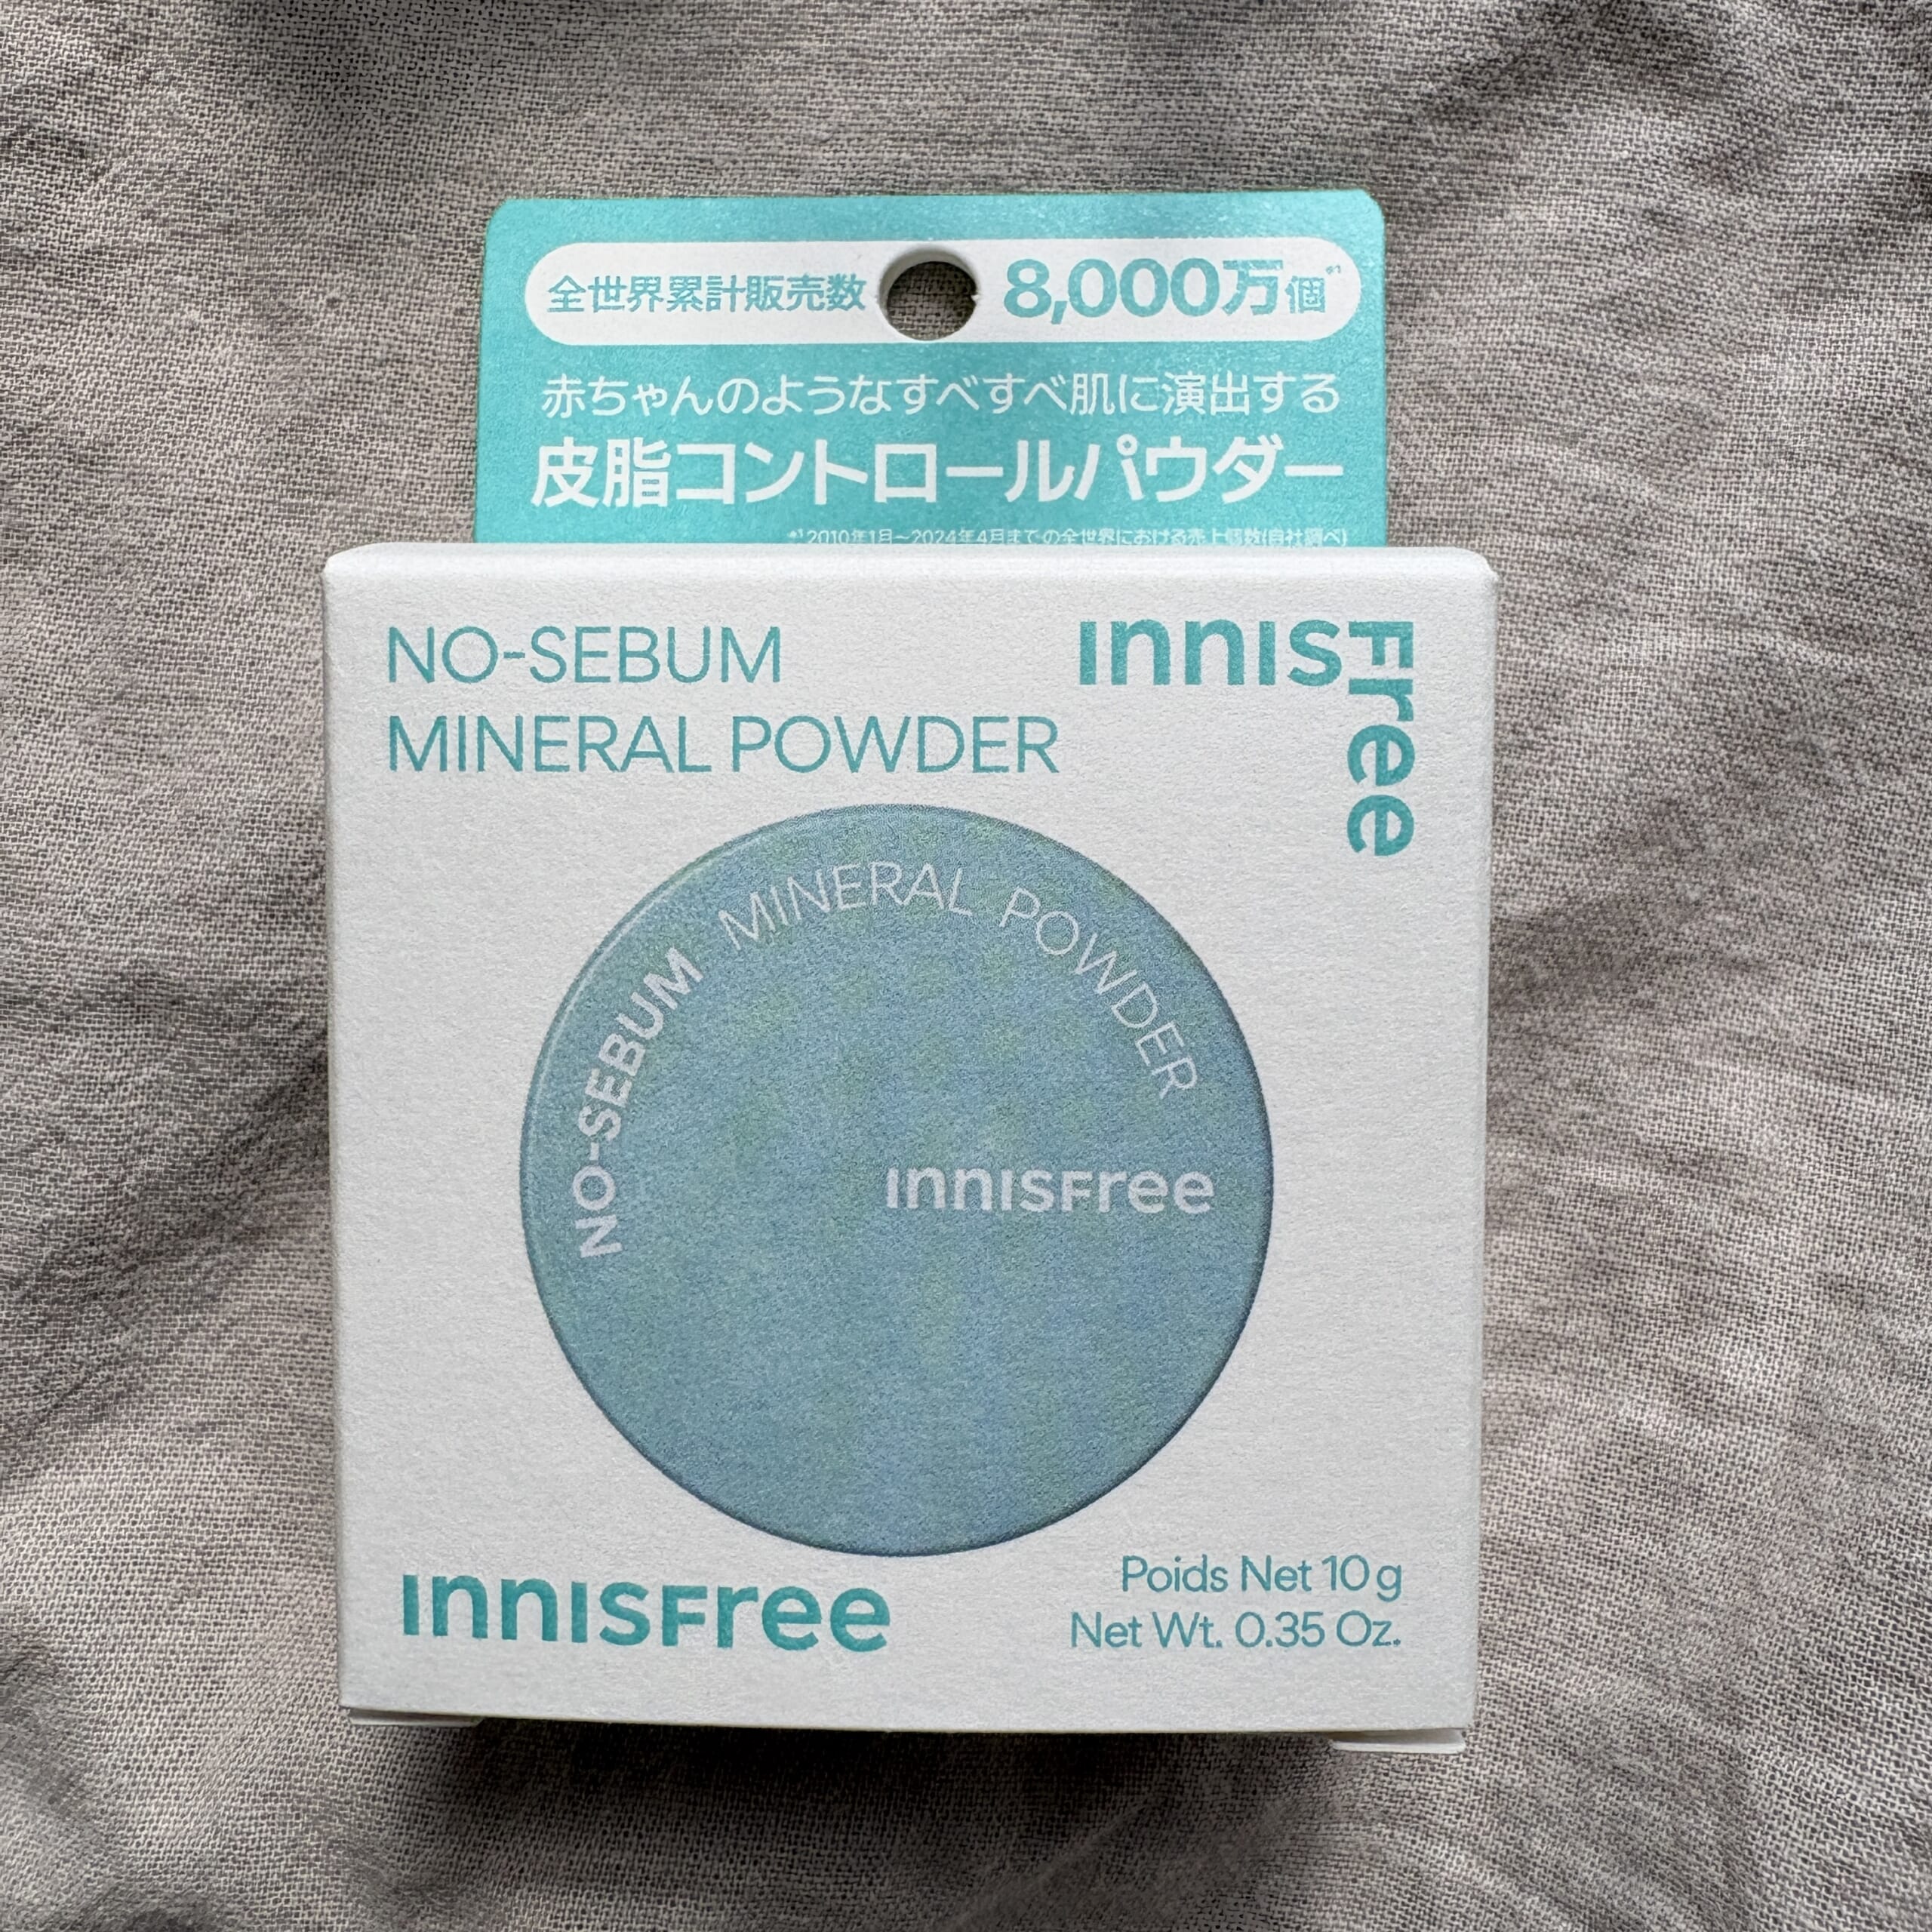 全世界累計販売数 8,000万個*1
赤ちゃんのようなすべすべ肌に演出する
皮脂コントロールパウダー
*1 2010年1月~2024年4月までの全世界における売上個数(自社調べ)
NO-SEBUM
MINERAL POWDER
innisfree
NO-SEBUM MINERAL POWDER
innisfree
innisfree
Poids Net 10 g
Net Wt. 0.35 Oz.